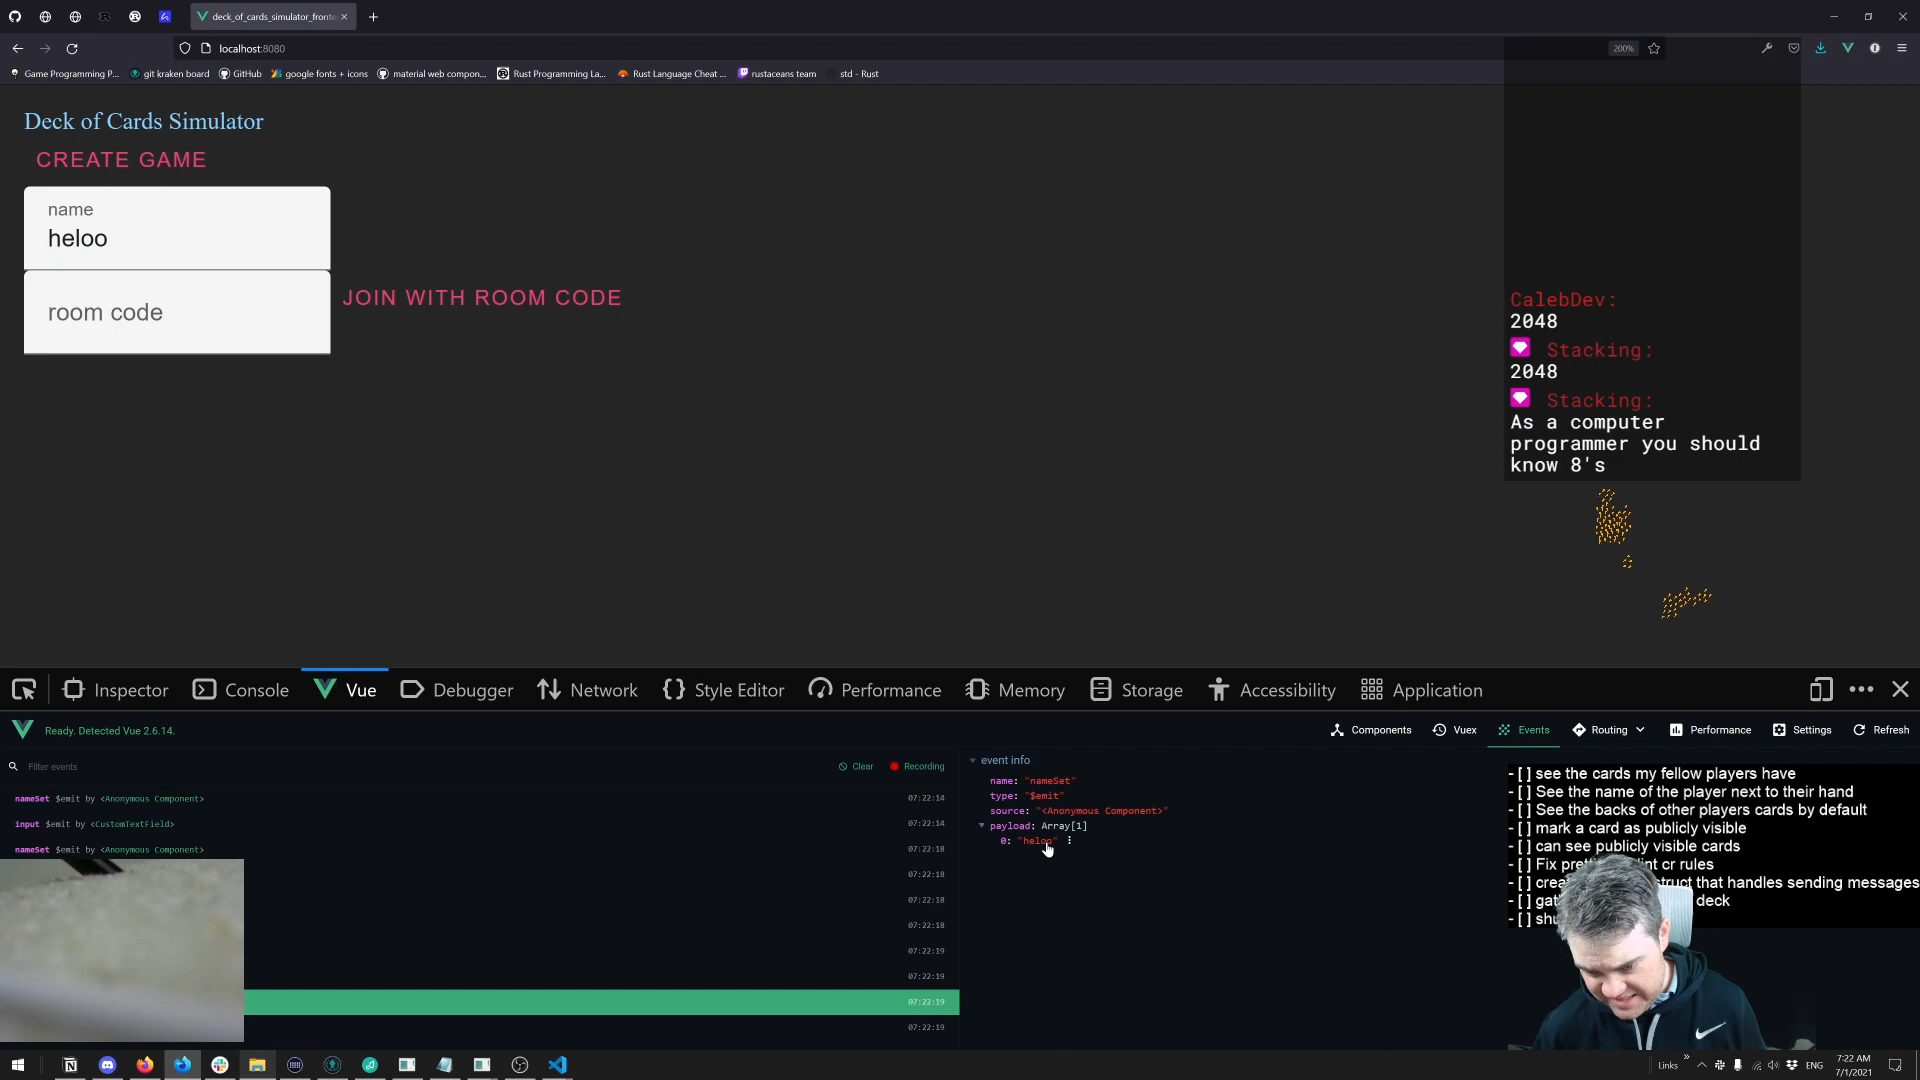 deck_of_cards_simulator_fronte
localhost:8080
200%
Game Programming P...
git kraken board
GitHub
google fonts + icons
material web compon...
Rust Programming La...
Rust Language Cheat ...
rustaceans team
std - Rust
Deck of Cards Simulator
CREATE GAME
name
heloo
room code
JOIN WITH ROOM CODE
CalebDev:
2048
Stacking:
2048
Stacking:
As a computer
programmer you should
know 8's
Inspector
Console
Vue
Debugger
Network
Style Editor
Performance
Memory
Storage
Accessibility
Application
Ready. Detected Vue 2.6.14.
Components
Vuex
Events
Routing
Performance
Settings
Refresh
Filter events
Clear
Recording
nameSet $emit by <Anonymous Component> 07:22:14
input $emit by <CustomTextField> 07:22:14
nameSet $emit by <Anonymous Component> 07:22:18
07:22:18
07:22:18
07:22:18
07:22:19
07:22:19
07:22:19
07:22:19
event info
name: "nameSet"
type: "$emit"
source: "<Anonymous Component>"
payload: Array[1]
0: "heloo"
- [ ] see the cards my fellow players have
- [ ] See the name of the player next to their hand
- [ ] See the backs of other players cards by default
- [ ] mark a card as publicly visible
- [ ] can see publicly visible cards
- [ ] Fix int cr rules
- [ ] struct that handles sending messages
- [ ] deck
- [ ]
Links
ENG
7:22 AM
7/1/2021